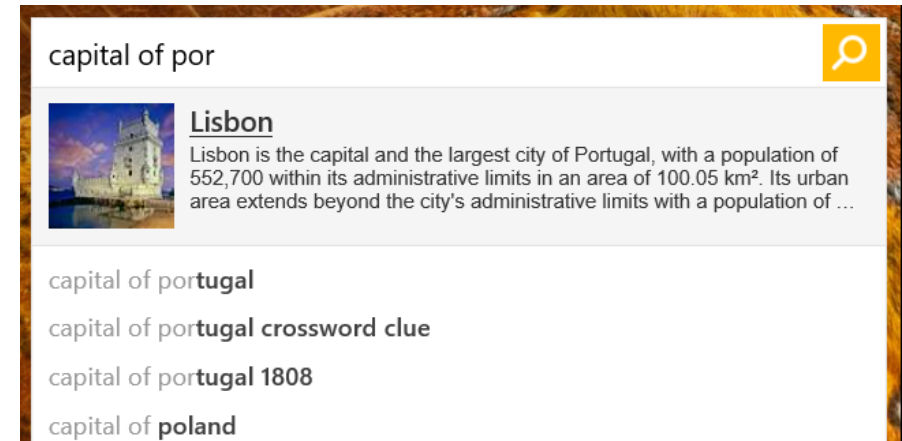 capital of por
Lisbon
Lisbon is the capital and the largest city of Portugal, with a population of
552,700 within its administrative limits in an area of 100.05 km². Its urban
area extends beyond the city's administrative limits with a population of ...
capital of portugal
capital of portugal crossword clue
capital of portugal 1808
capital of poland